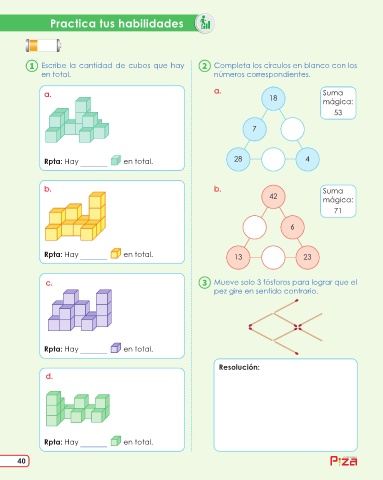 Practica tus habilidades
1 Escribe la cantidad de cubos que hay
en total.
a.
Rpta: Hay ______ en total.
b.
Rpta: Hay ______ en total.
c.
Rpta: Hay ______ en total.
d.
Rpta: Hay ______ en total.
2 Completa los círculos en blanco con los
números correspondientes.
a.
18
7
28
4
Suma
mágica:
53
b.
42
6
13
23
Suma
mágica:
71
3 Mueve solo 3 fósforos para lograr que el
pez gire en sentido contrario.
Resolución:
40